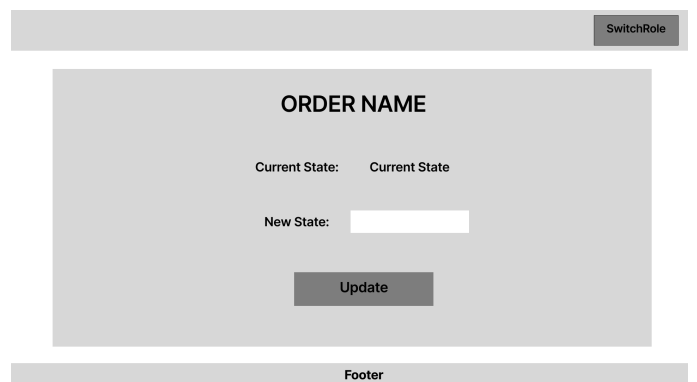 SwitchRole
ORDER NAME
Current State: Current State
New State:
Update
Footer